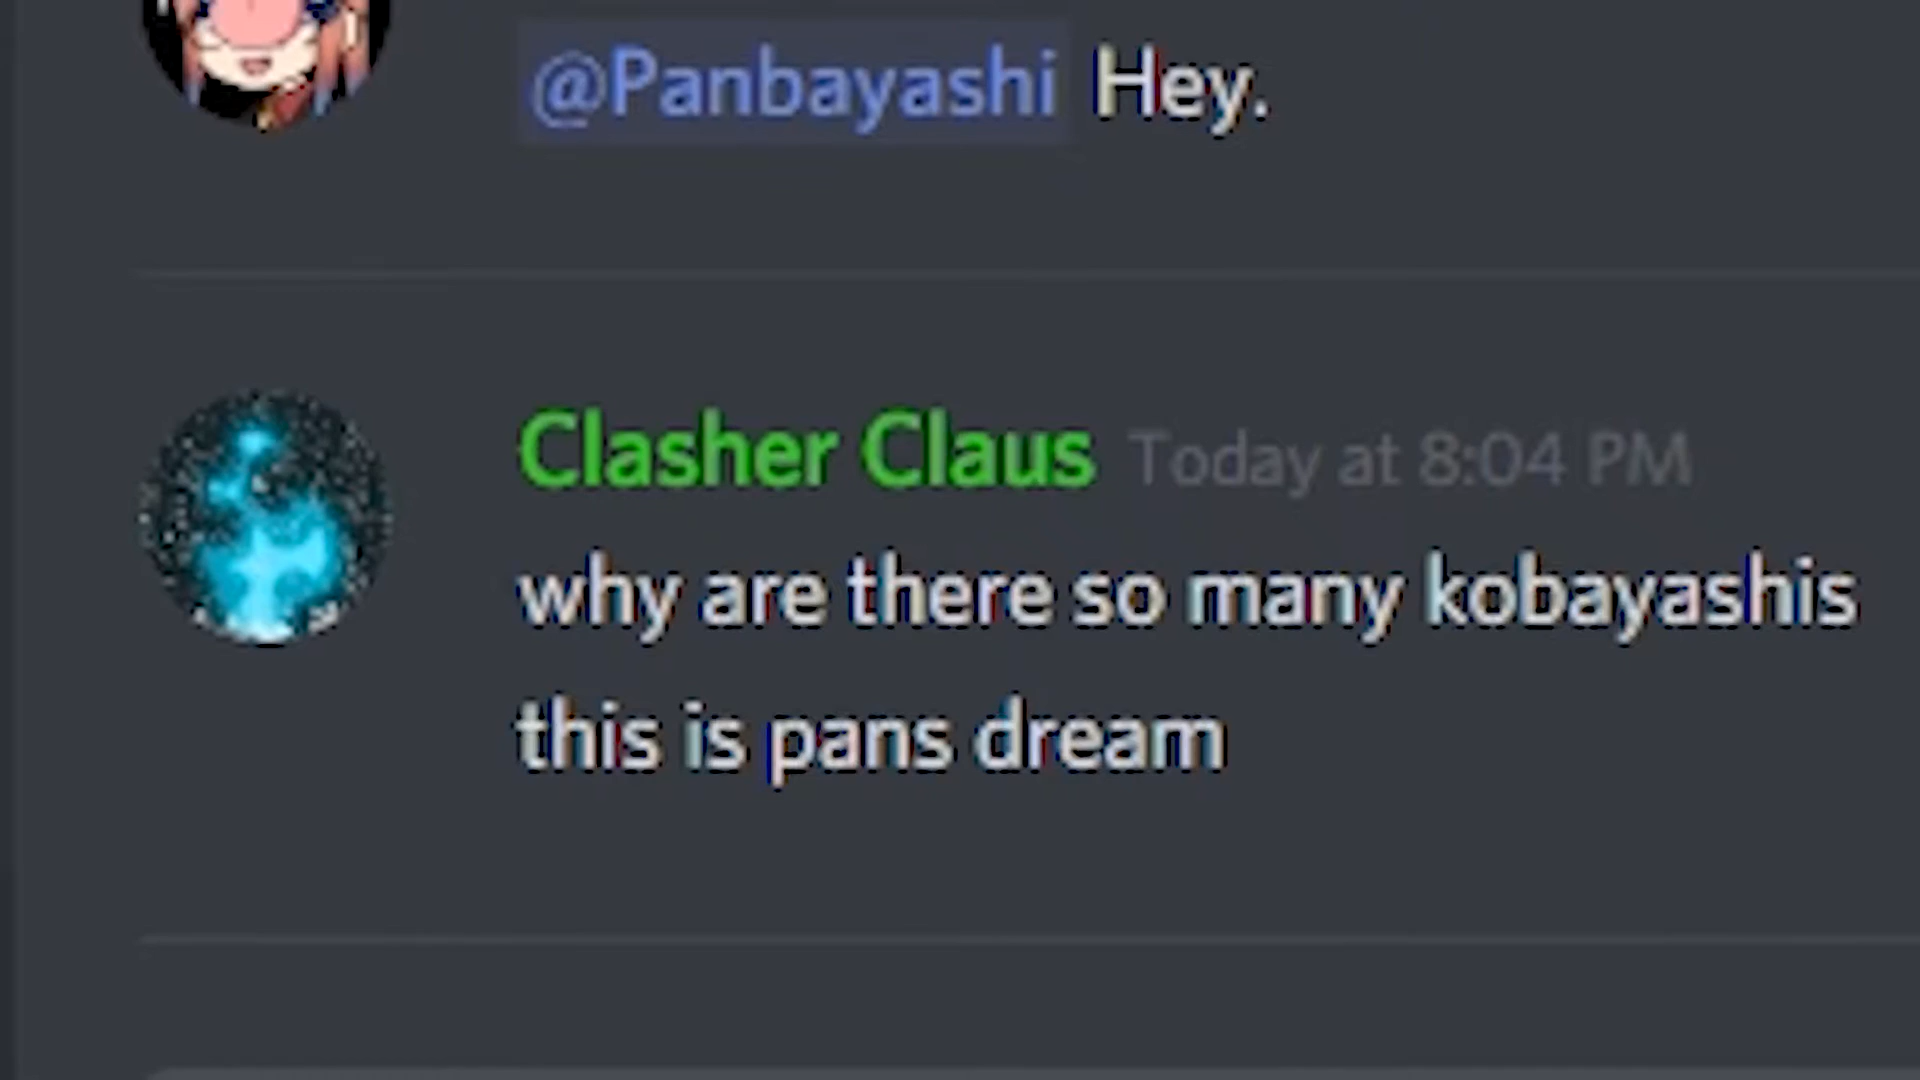 @Panbayashi Hey.
Clasher Claus Today at 8:04 PM
why are there so many kobayashis
this is pans dream